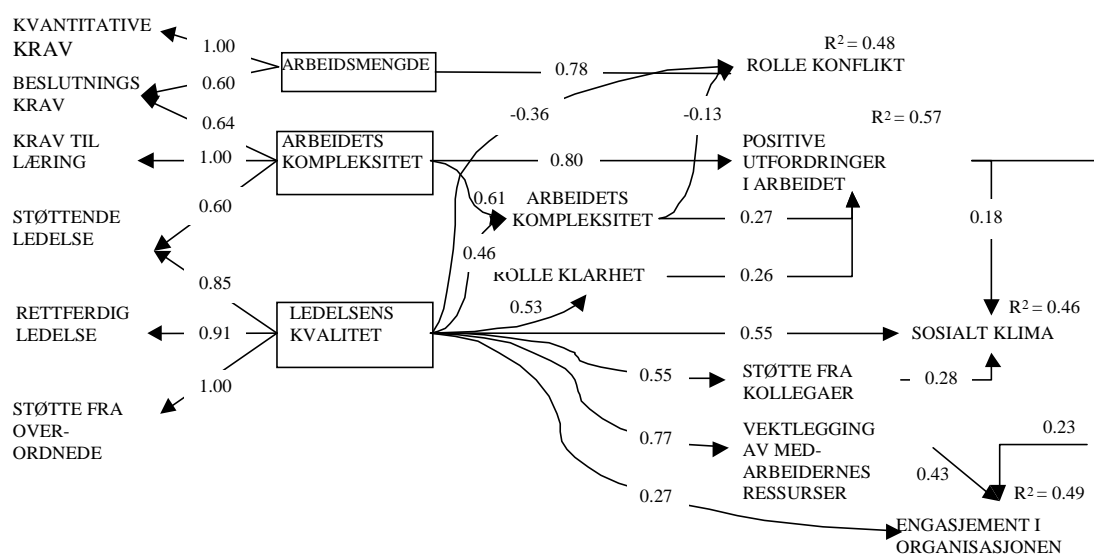 KVANTITATIVE
KRAV
1.00
ARBEIDSMENGDE
0.60
BESLUTNINGS
KRAV
0.64
KRAV TIL
LÆRING
1.00
ARBEIDETS
KOMPLEKSITET
0.60
STØTTENDE
LEDELSE
0.85
RETTFERDIG
LEDELSE
0.91
LEDELSENS
KVALITET
1.00
STØTTE FRA
OVER-
ORDNEDE
0.78
-0.36
-0.13
R² = 0.48
ROLLE KONFLIKT
0.80
R² = 0.57
POSITIVE
UTFORDRINGER
I ARBEIDET
0.61
ARBEIDETS
KOMPLEKSITET
0.27
0.18
0.46
ROLLE KLARHET
0.26
0.53
0.55
R² = 0.46
SOSIALT KLIMA
0.55
STØTTE FRA
KOLLEGAER
0.28
0.77
VEKTLEGGING
AV MED-
ARBEIDERNES
RESSURSER
0.23
0.43
0.27
R² = 0.49
ENGASJEMENT I
ORGANISASJONEN